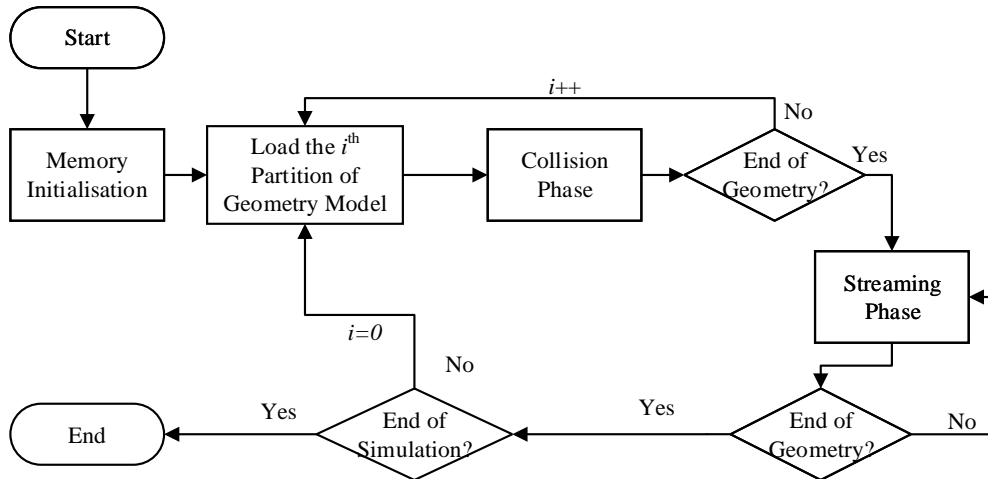 Start
i++
No
Memory
Initialisation
Load the iᵗʰ
Partition of
Geometry Model
Collision
Phase
End of
Geometry?
Yes
Streaming
Phase
i=0
No
End
Yes
End of
Simulation?
Yes
End of
Geometry?
No